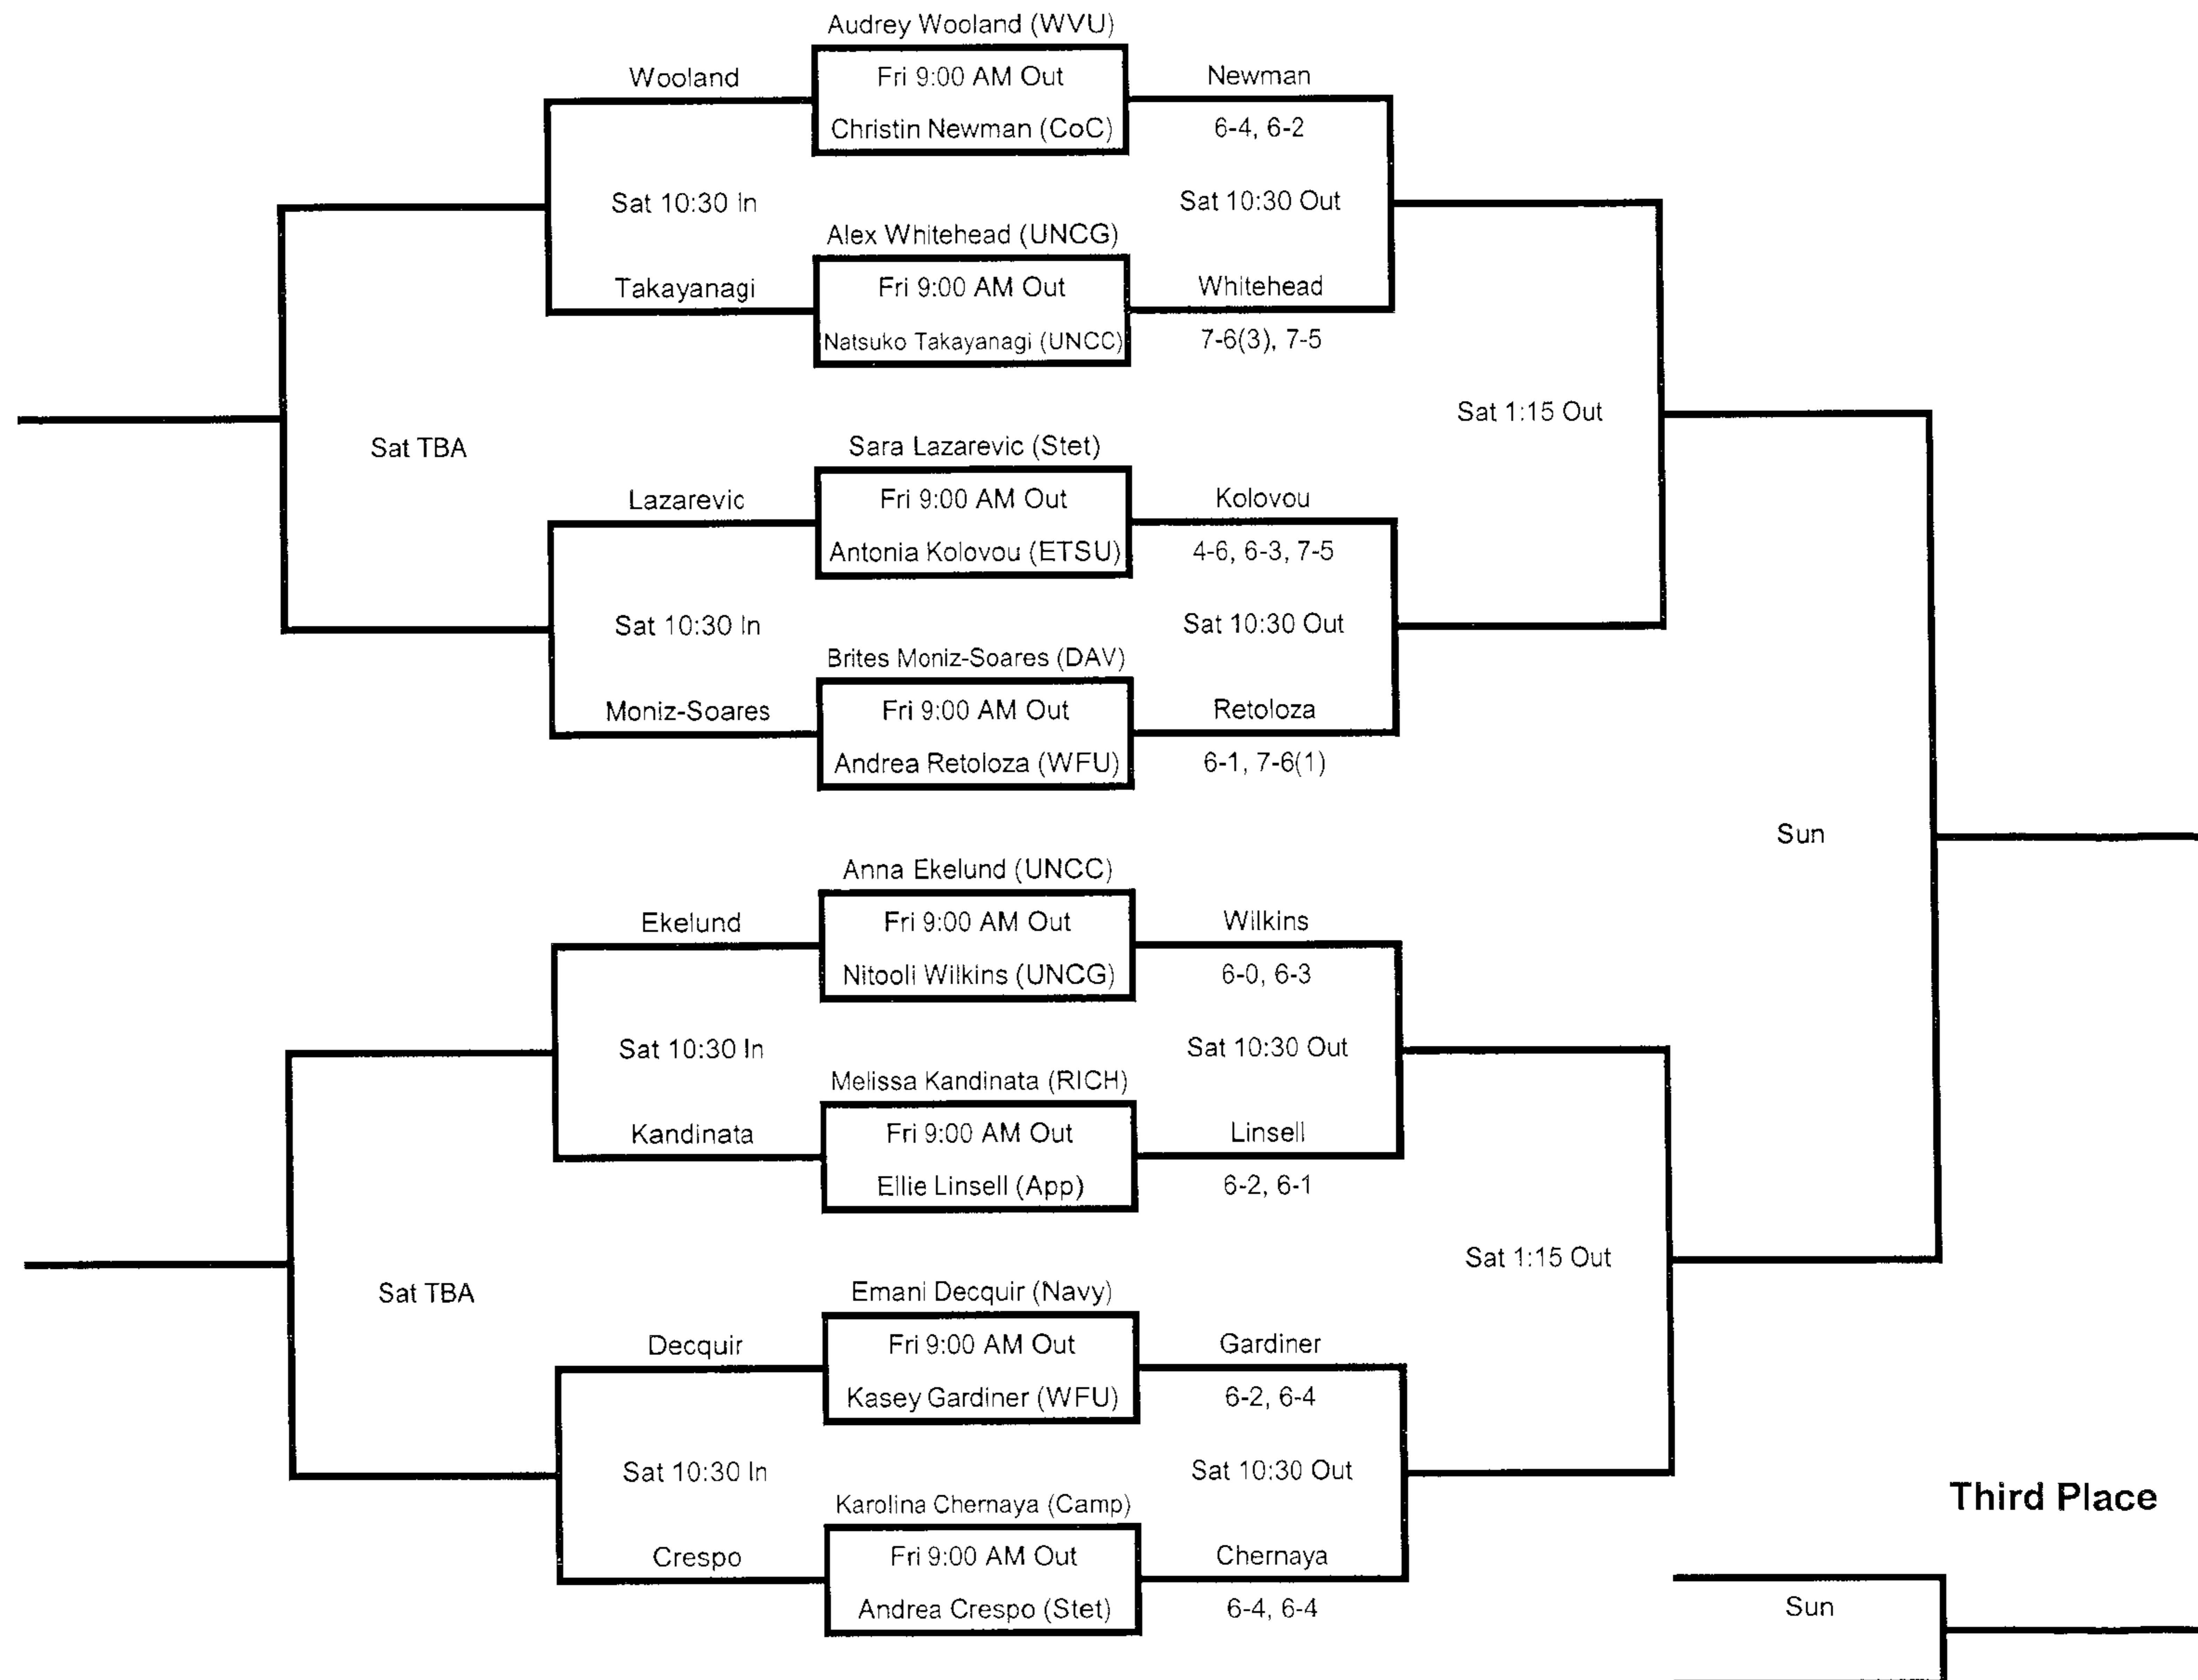 Audrey Wooland (WVU)
Wooland
Fri 9:00 AM Out
Newman
Christin Newman (CoC)
6-4, 6-2
Sat 10:30 In
Sat 10:30 Out
Alex Whitehead (UNCG)
Takayanagi
Fri 9:00 AM Out
Whitehead
Natsuko Takayanagi (UNCC)
7-6(3), 7-5
Sat 1:15 Out
Sat TBA
Sara Lazarevic (Stet)
Lazarevic
Fri 9:00 AM Out
Kolovou
Antonia Kolovou (ETSU)
4-6, 6-3, 7-5
Sat 10:30 In
Sat 10:30 Out
Brites Moniz-Soares (DAV)
Moniz-Soares
Fri 9:00 AM Out
Retoloza
Andrea Retoloza (WFU)
6-1, 7-6(1)
Sun
Anna Ekelund (UNCC)
Ekelund
Fri 9:00 AM Out
Wilkins
Nitooli Wilkins (UNCG)
6-0, 6-3
Sat 10:30 In
Sat 10:30 Out
Melissa Kandinata (RICH)
Kandinata
Fri 9:00 AM Out
Linsell
Ellie Linsell (App)
6-2, 6-1
Sat 1:15 Out
Sat TBA
Emani Decquir (Navy)
Decquir
Fri 9:00 AM Out
Gardiner
Kasey Gardiner (WFU)
6-2, 6-4
Sat 10:30 In
Sat 10:30 Out
Third Place
Karolina Chernaya (Camp)
Crespo
Fri 9:00 AM Out
Chernaya
Andrea Crespo (Stet)
6-4, 6-4
Sun